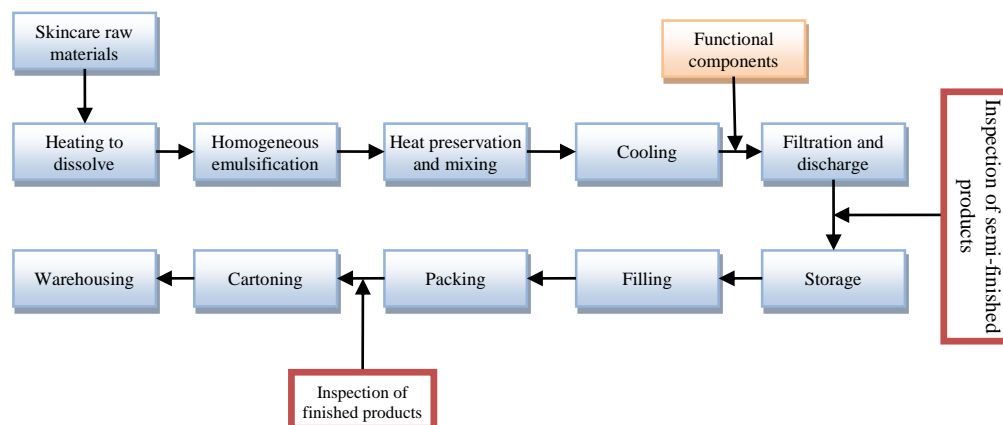 Skincare raw
materials
Functional
components
Heating to
dissolve
Homogeneous
emulsification
Heat preservation
and mixing
Cooling
Filtration and
discharge
Inspection of semi-finished
products
Warehousing
Cartoning
Packing
Filling
Storage
Inspection of
finished products